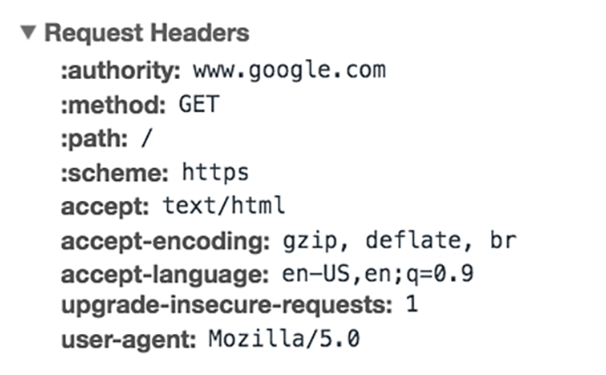 ▼ Request Headers
:authority: www.google.com
:method: GET
:path: /
:scheme: https
accept: text/html
accept-encoding: gzip, deflate, br
accept-language: en-US,en;q=0.9
upgrade-insecure-requests: 1
user-agent: Mozilla/5.0